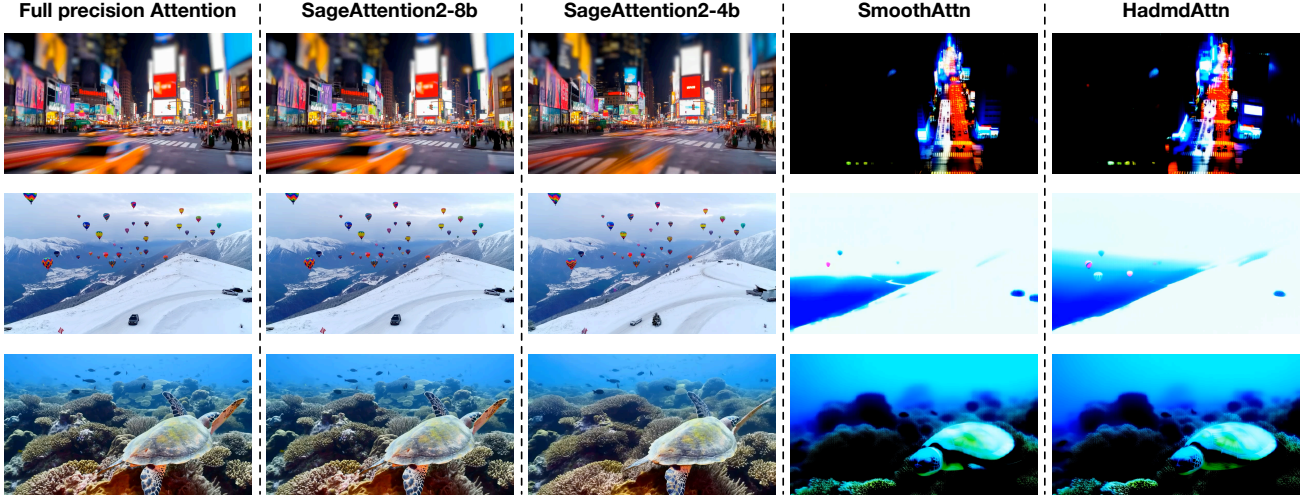 Full precision Attention
SageAttention2-8b
SageAttention2-4b
SmoothAttn
HadmdAttn